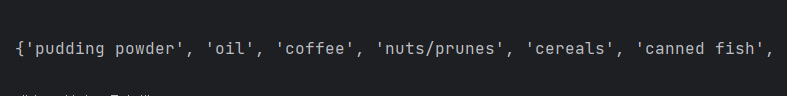 {'pudding powder', 'oil', 'coffee', 'nuts/prunes', 'cereals', 'canned fish',